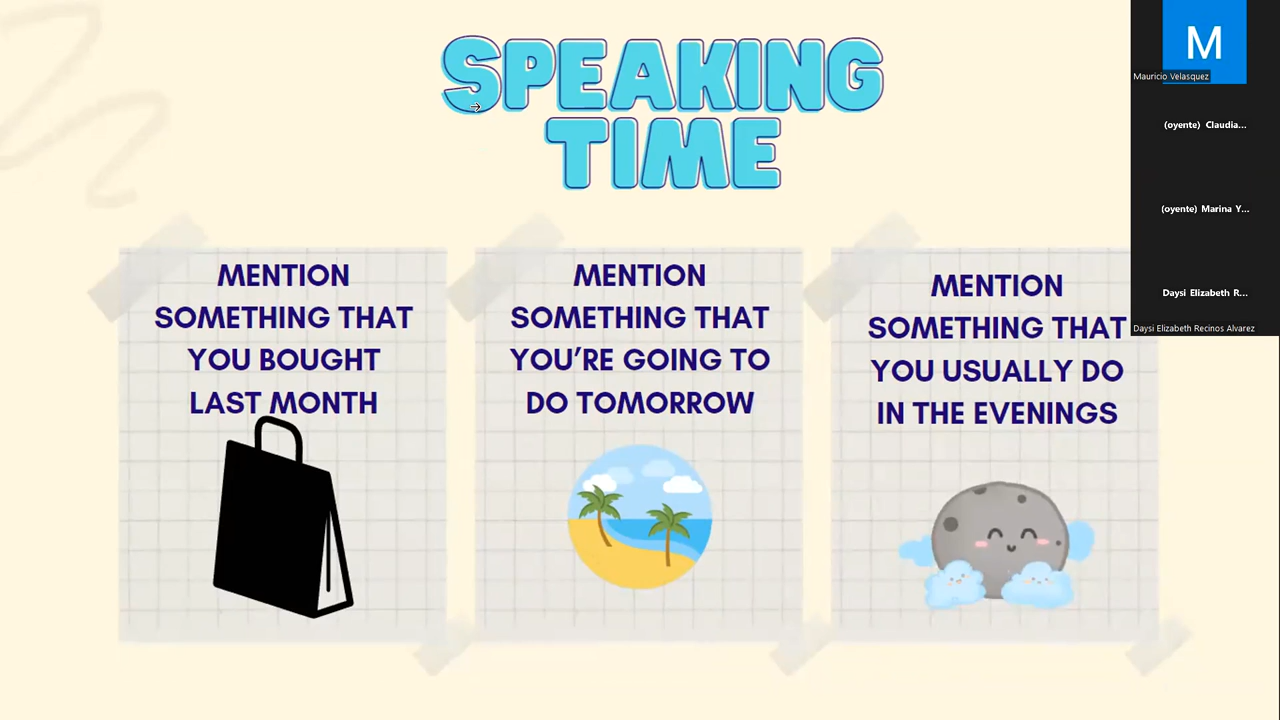 SPEAKING
TIME
MENTION
SOMETHING THAT
YOU BOUGHT
LAST MONTH
MENTION
SOMETHING THAT
YOU'RE GOING TO
DO TOMORROW
MENTION
SOMETHING THAT
YOU USUALLY DO
IN THE EVENINGS
M
Mauricio Velasquez
(oyente) Claudia...
(oyente) Marina Y...
Daysi Elizabeth R...
Daysi Elizabeth Recinos Alvarez